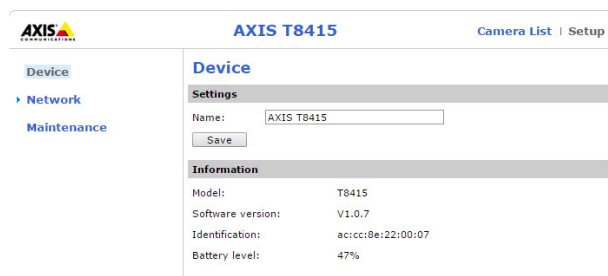 AXIS
COMMUNICATIONS
AXIS T8415
Camera List | Setup
Device
Network
Maintenance
Device
Settings
Name: AXIS T8415
Save
Information
Model: T8415
Software version: V1.0.7
Identification: ac:cc:8e:22:00:07
Battery level: 47%